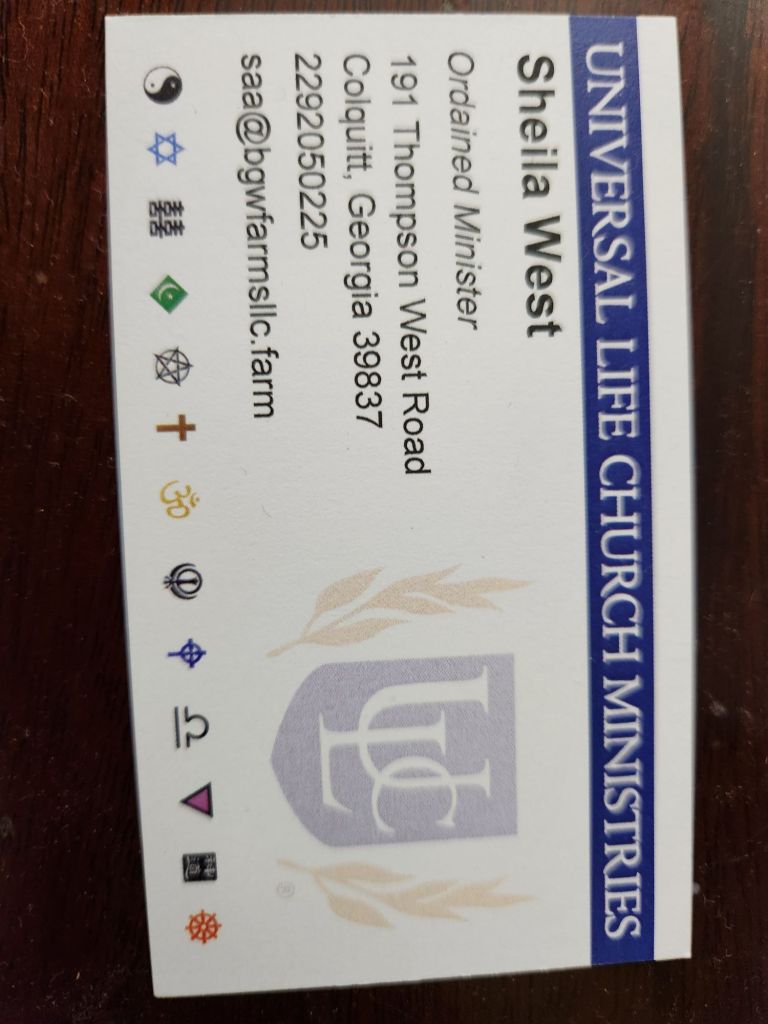 UNIVERSAL LIFE CHURCH MINISTRIES
Sheila West
Ordained Minister
191 Thompson West Road
Colquitt, Georgia 39837
2292050225
saa@bgwfarmsllc.farm
ULC
®